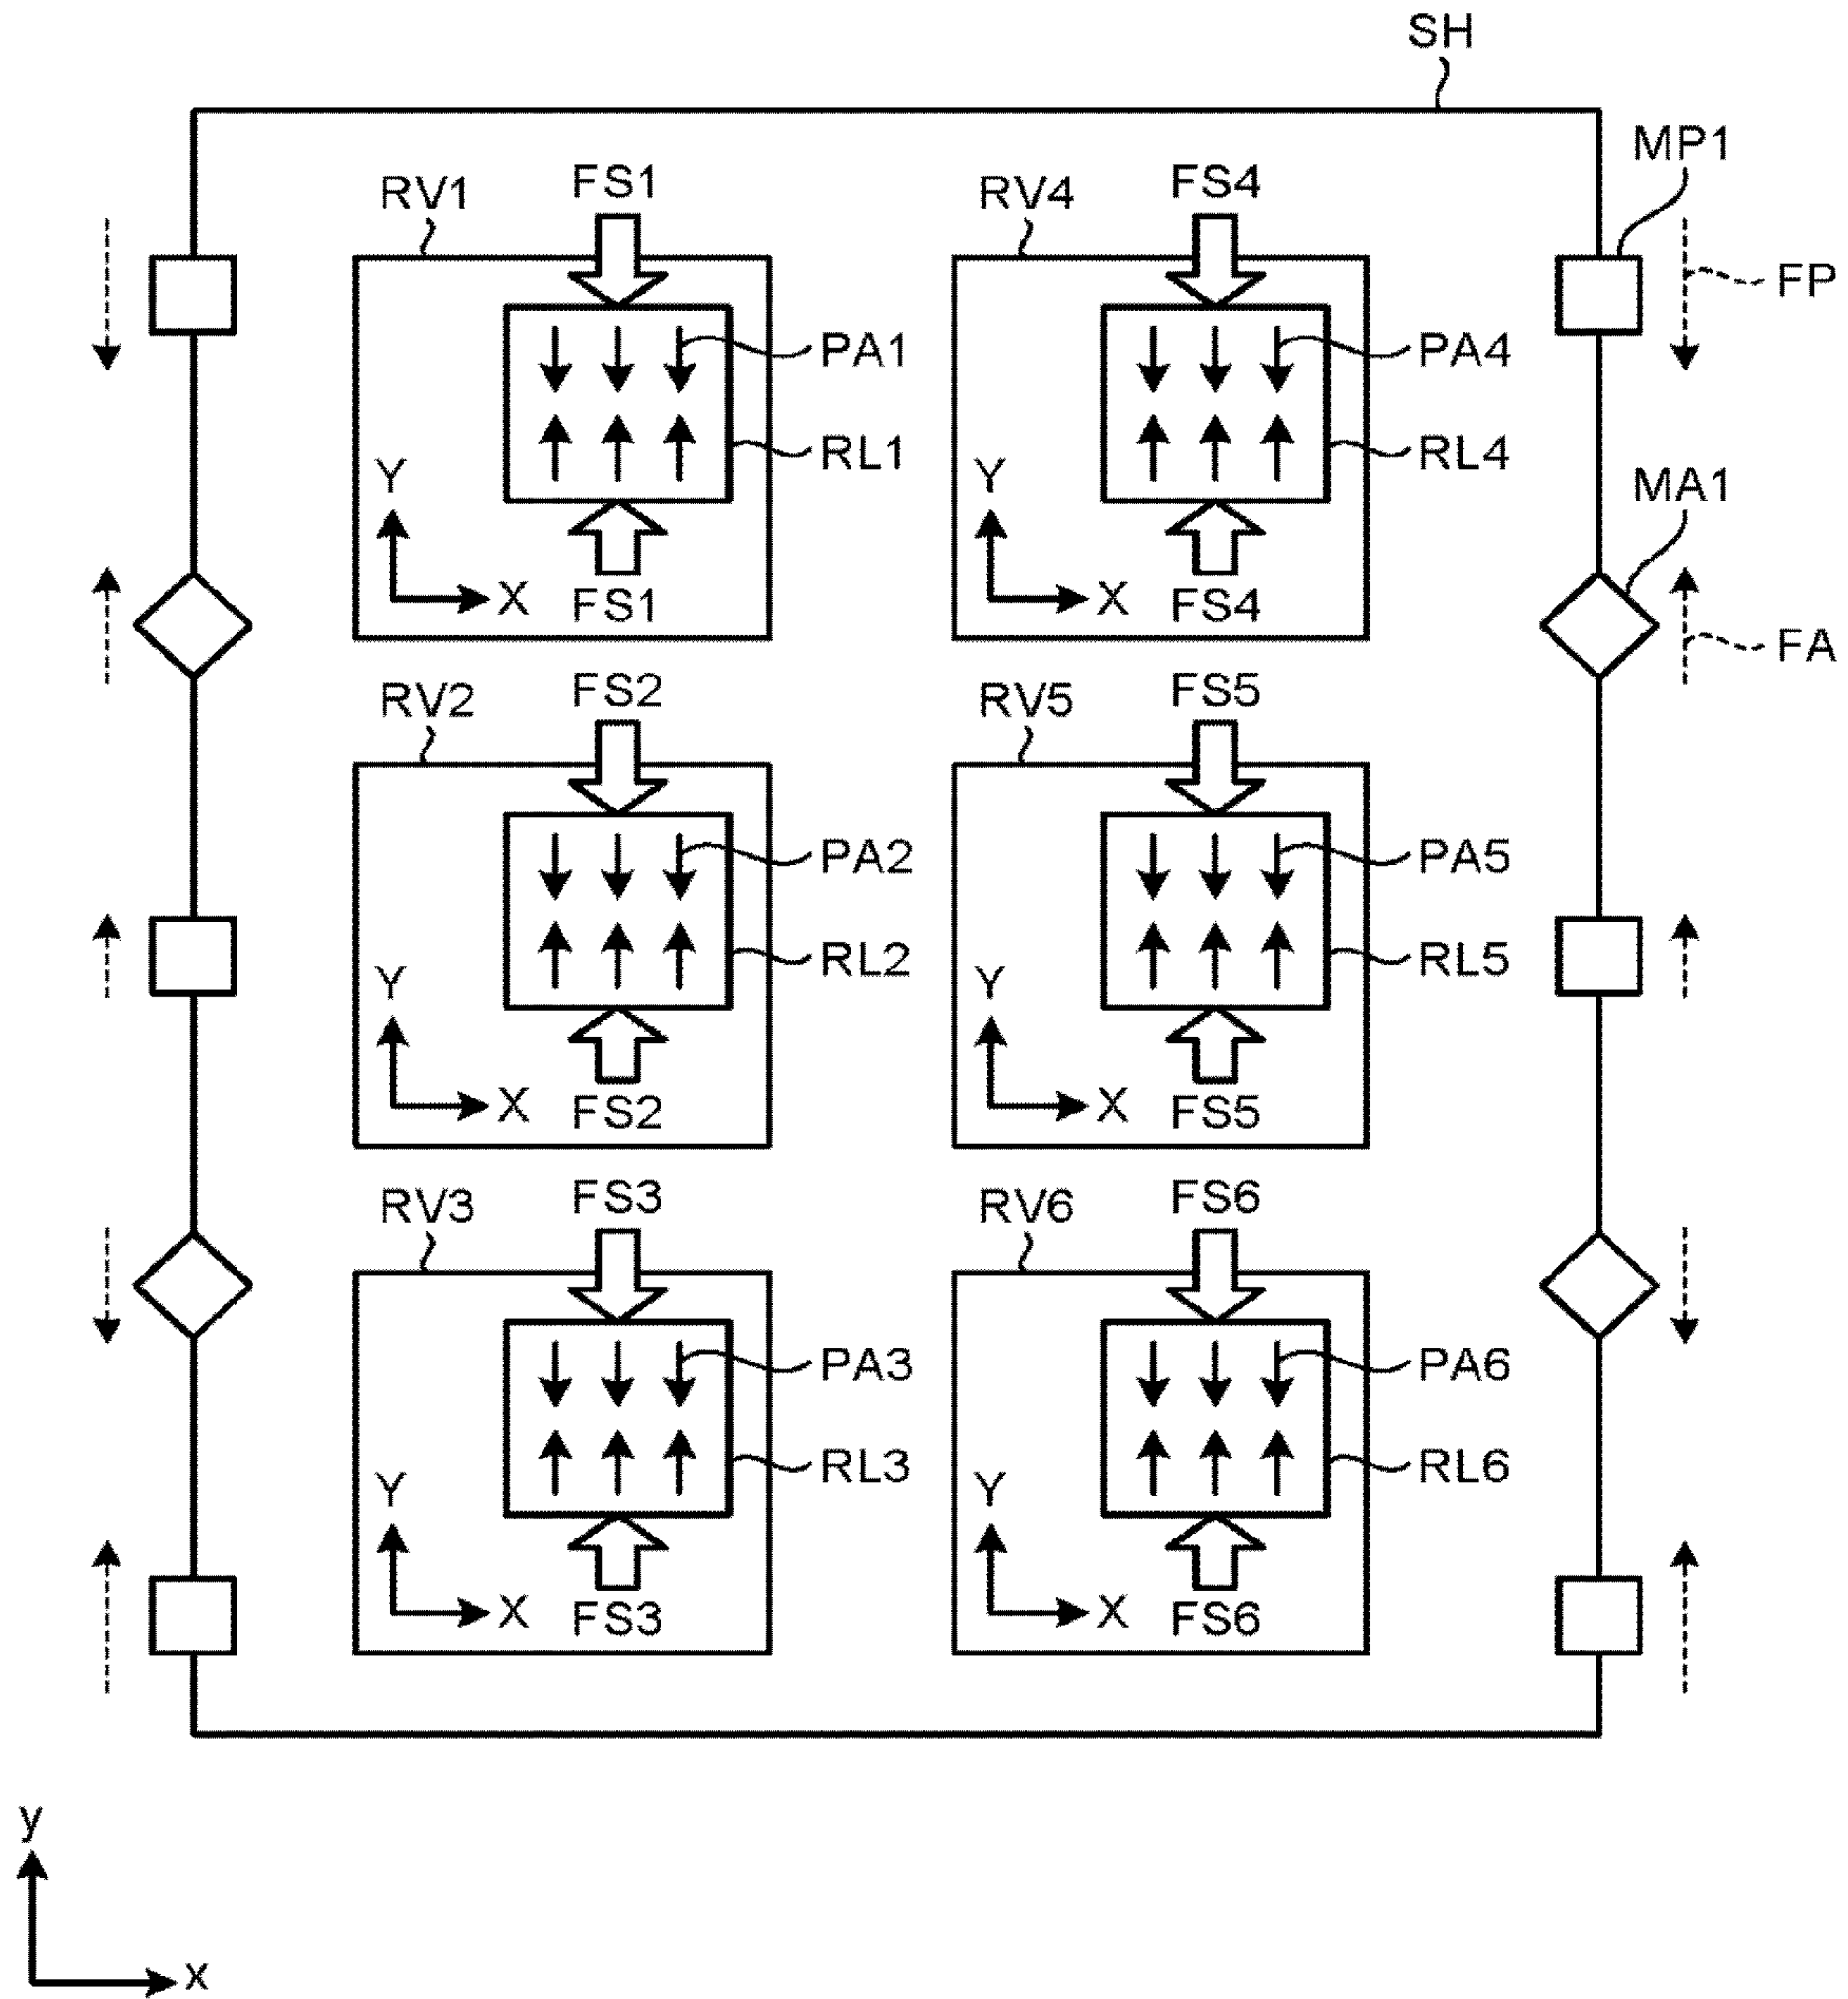 SH
MP1
RV1 FS1 RV4 FS4
FP
PA1 PA4
RL1 RL4
Y Y MA1
X FS1 X FS4
FA
RV2 FS2 RV5 FS5
PA2 PA5
RL2 RL5
Y Y
X FS2 X FS5
RV3 FS3 RV6 FS6
PA3 PA6
RL3 RL6
Y Y
X FS3 X FS6
y
x